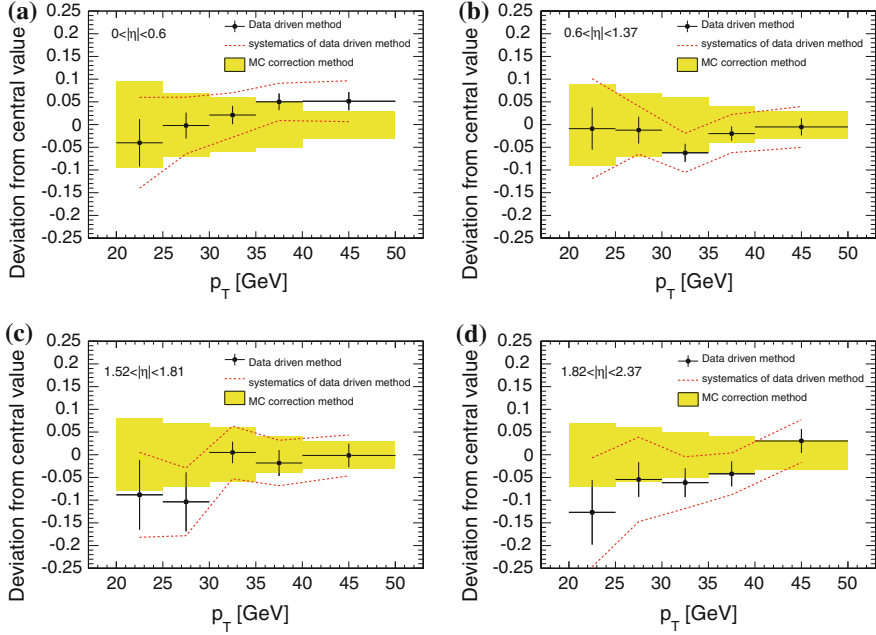 (a)
0<|η|<0.6
Data driven method
systematics of data driven method
MC correction method
Deviation from central value
0.25
0.2
0.15
0.1
0.05
0
-0.05
-0.1
-0.15
-0.2
-0.25
20 25 30 35 40 45 50
p_T [GeV]
(b)
0.6<|η|<1.37
Data driven method
systematics of data driven method
MC correction method
Deviation from central value
0.25
0.2
0.15
0.1
0.05
0
-0.05
-0.1
-0.15
-0.2
-0.25
20 25 30 35 40 45 50
p_T [GeV]
(c)
1.52<|η|<1.81
Data driven method
systematics of data driven method
MC correction method
Deviation from central value
0.25
0.2
0.15
0.1
0.05
0
-0.05
-0.1
-0.15
-0.2
-0.25
20 25 30 35 40 45 50
p_T [GeV]
(d)
1.82<|η|<2.37
Data driven method
systematics of data driven method
MC correction method
Deviation from central value
0.25
0.2
0.15
0.1
0.05
0
-0.05
-0.1
-0.15
-0.2
-0.25
20 25 30 35 40 45 50
p_T [GeV]